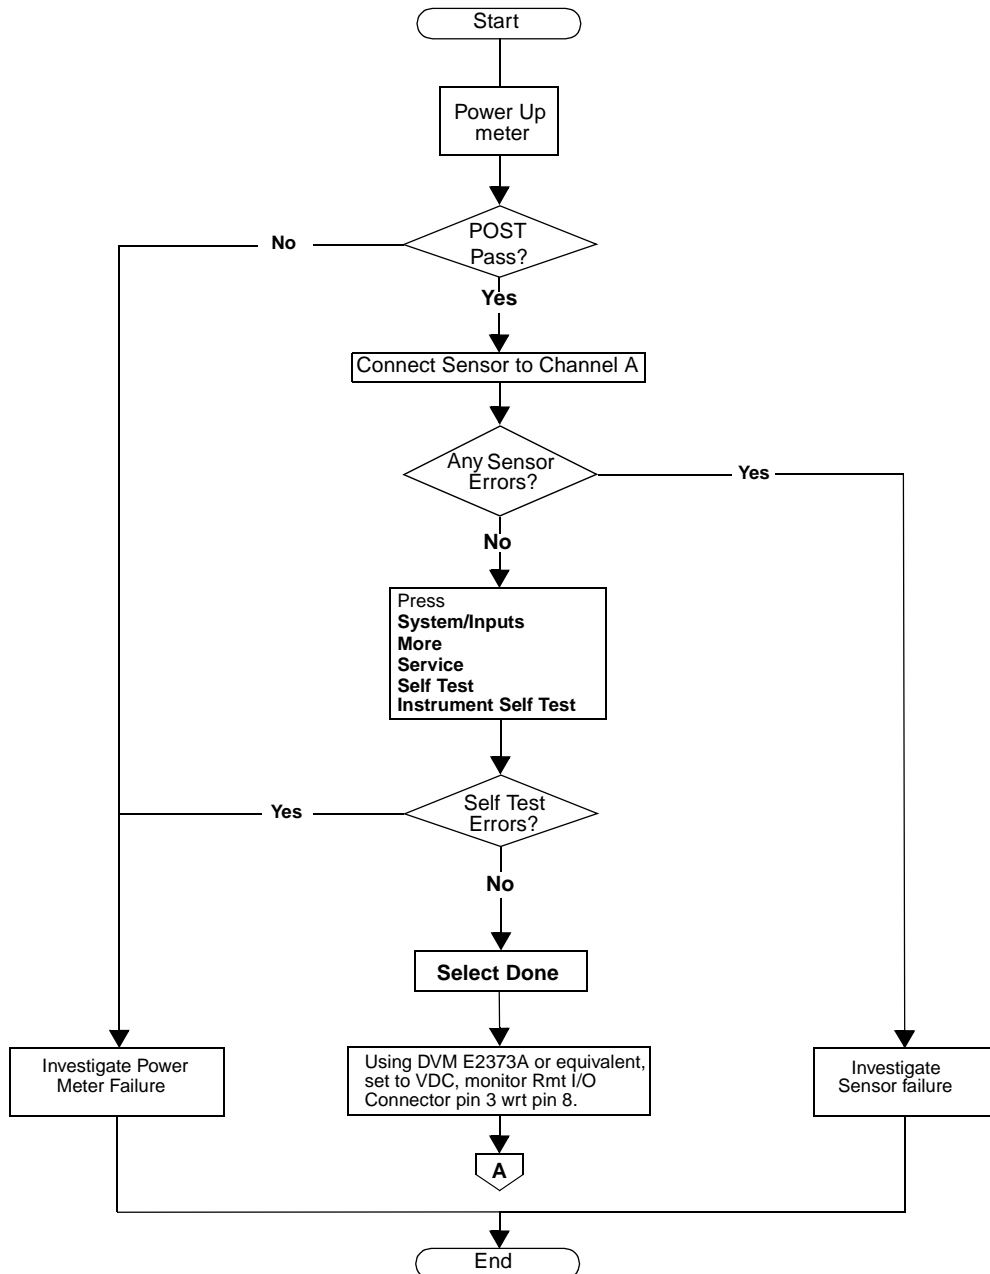 Start
Power Up
meter
POST
Pass?
No
Yes
Connect Sensor to Channel A
Any Sensor
Errors?
Yes
No
Press
System/Inputs
More
Service
Self Test
Instrument Self Test
Self Test
Errors?
Yes
No
Select Done
Investigate Power
Meter Failure
Using DVM E2373A or equivalent,
set to VDC, monitor Rmt I/O
Connector pin 3 wrt pin 8.
Investigate
Sensor failure
A
End